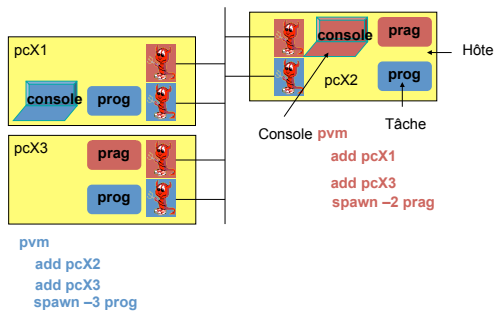 pcX1
console
prog
pcX3
prag
prog
console
prag
Hôte
prog
pcX2
Console
Tâche
pvm
add pcX1
add pcX3
spawn –2 prag
pvm
add pcX2
add pcX3
spawn –3 prog